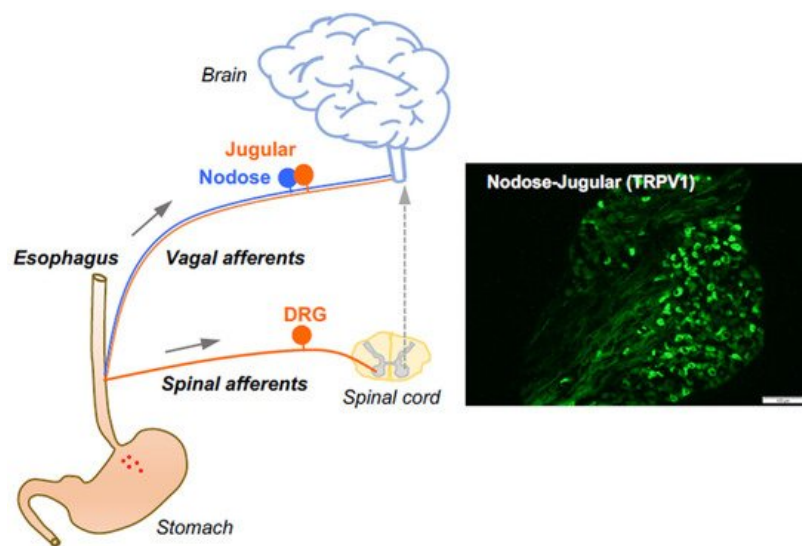 Brain
Jugular
Nodose
Nodose-Jugular (TRPV1)
Esophagus
Vagal afferents
DRG
Spinal afferents
Spinal cord
Stomach